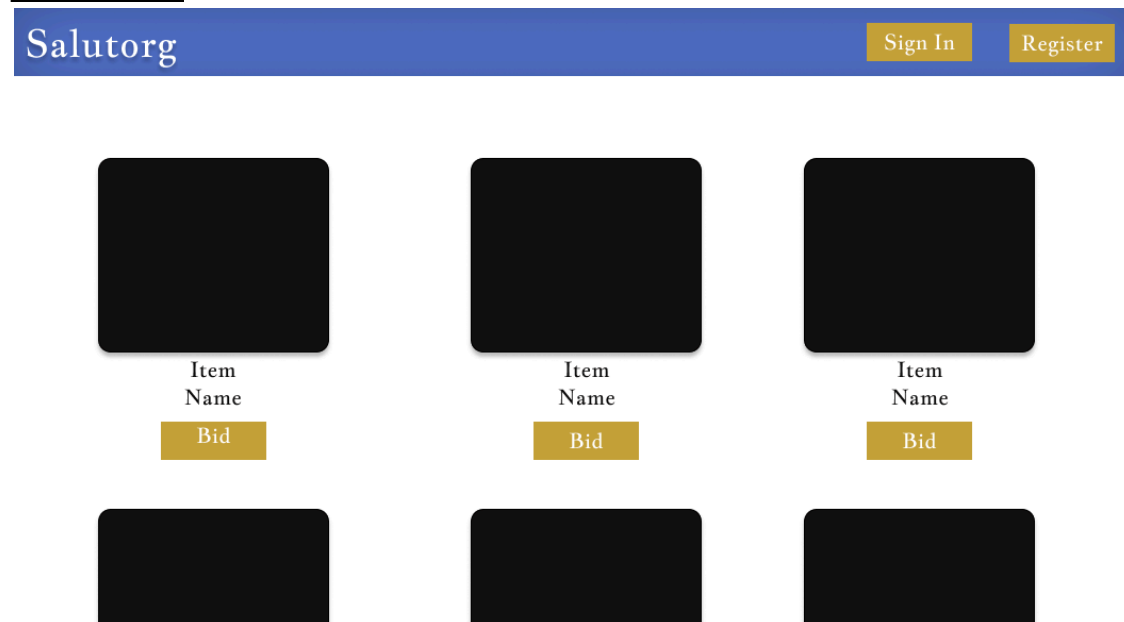 Salutorg
Sign In
Register
Item
Name
Item
Name
Item
Name
Bid
Bid
Bid